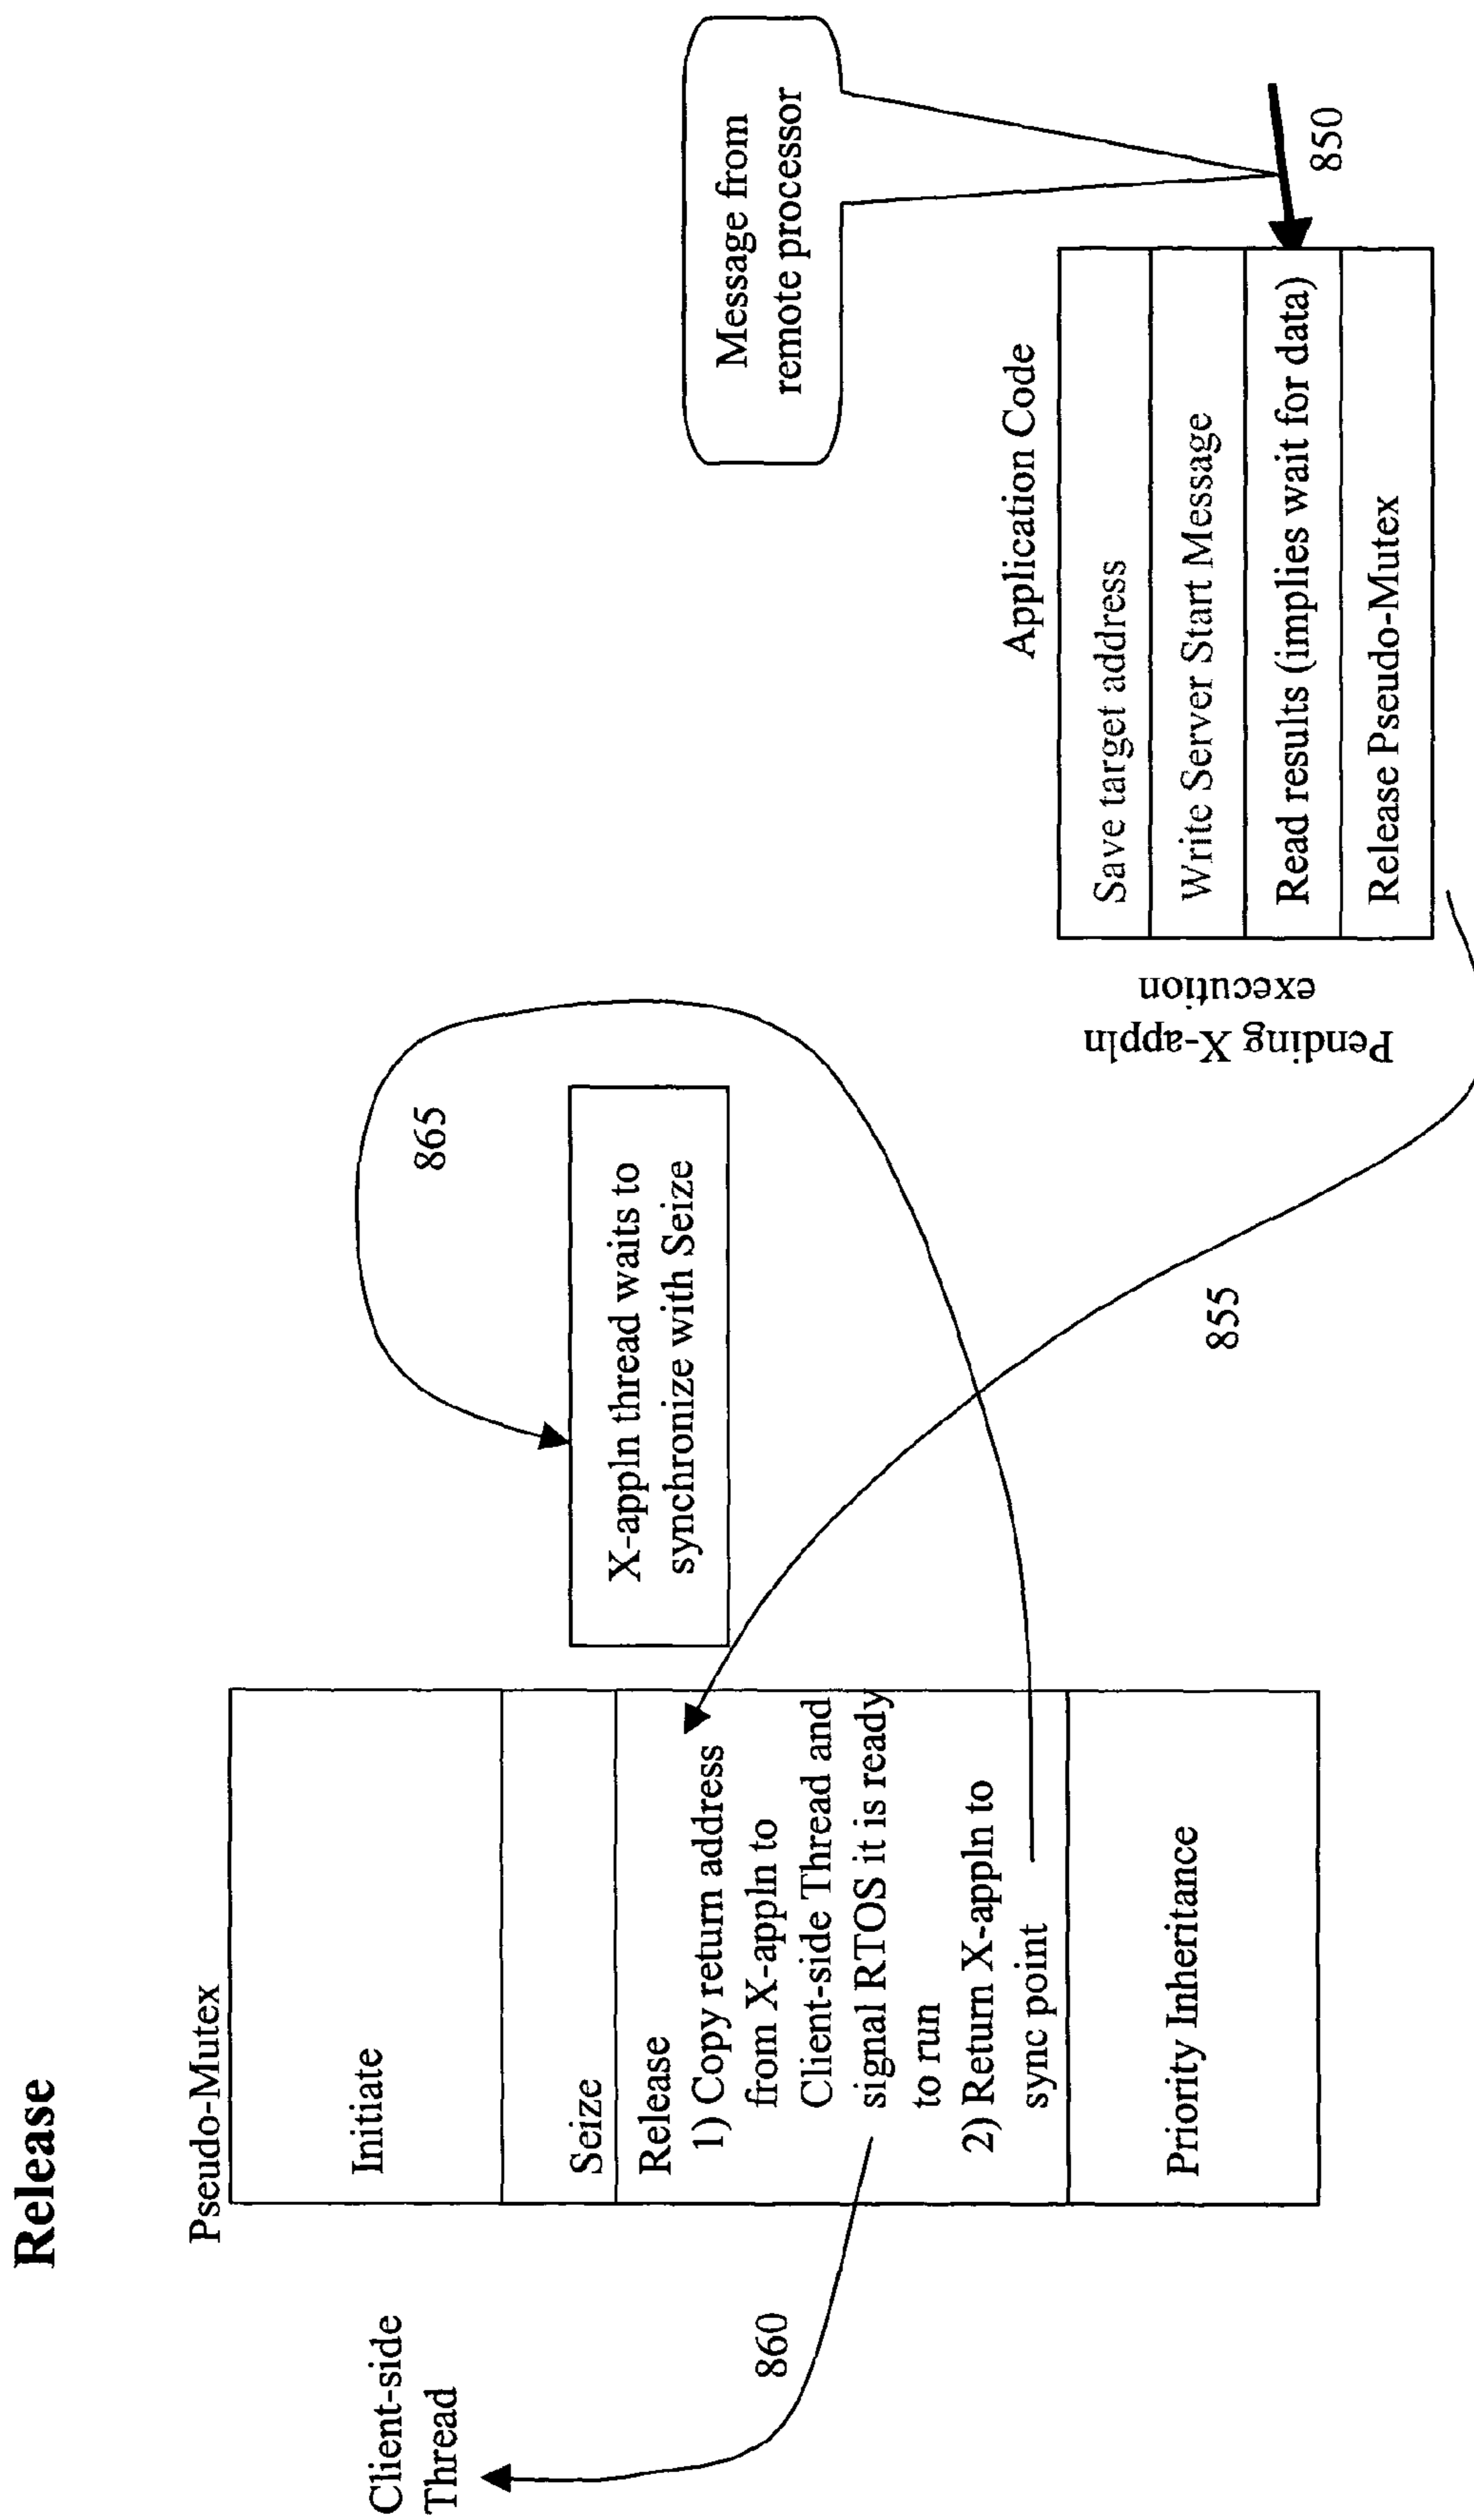 Release
Pseudo-Mutex
Client-side
Thread
860
Initiate
Seize
Release
1) Copy return address
from X-appln to
Client-side Thread and
signal RTOS it is ready
to run
2) Return X-appln to
sync point
Priority Inheritance
X-appln thread waits to
synchronize with Seize
865
855
Message from
remote processor
850
Application Code
Save target address
Write Server Start Message
Read results (implies wait for data)
Release Pseudo-Mutex
Pending X-appln
execution